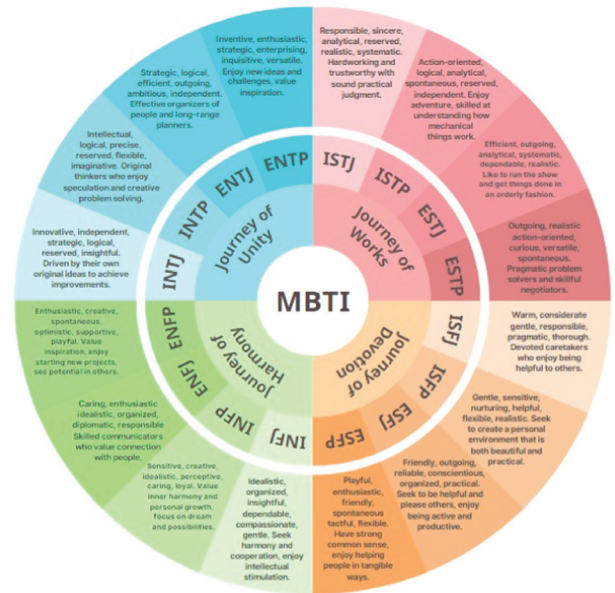 MBTI
Journey of
Unity
Journey of
Works
Journey of
Devotion
Journey of
Harmony
ENTP
Inventive, enthusiastic,
strategic, enterprising,
inquisitive, versatile.
Enjoy new ideas and
challenges, value
inspiration.
ISTJ
Responsible, sincere,
analytical, reserved,
realistic, systematic.
Hardworking and
trustworthy with
sound practical
judgment.
ISTP
Action-oriented,
logical, analytical,
spontaneous, reserved,
independent. Enjoy
adventure, skilled at
understanding how
mechanical
things work.
ESTJ
Efficient, outgoing,
analytical, systematic,
dependable, realistic.
Like to run the show
and get things done in
an orderly fashion.
ESTP
Outgoing, realistic
action-oriented,
curious, versatile,
spontaneous.
Pragmatic problem
solvers and skillful
negotiators.
ISFJ
Warm, considerate
gentle, responsible,
pragmatic, thorough.
Devoted caretakers
who enjoy being
helpful to others.
ISFP
Gentle, sensitive,
nurturing, helpful,
flexible, realistic. Seek
to create a personal
environment that is
both beautiful and
practical.
ESFJ
Friendly, outgoing,
reliable, conscientious,
organized, practical.
Seek to be helpful and
please others, enjoy
being active and
productive.
ESFP
Playful,
enthusiastic,
friendly,
spontaneous
tactful, flexible.
Have strong
common sense,
enjoy helping
people in tangible
ways.
INFJ
Idealistic,
organized,
insightful,
dependable,
compassionate,
gentle. Seek
harmony and
cooperation, enjoy
intellectual
stimulation.
INFP
Sensitive, creative,
idealistic, perceptive,
caring, loyal. Value
inner harmony and
personal growth,
focus on dream
and possibilities.
ENFJ
Caring, enthusiastic
idealistic, organized,
diplomatic, responsible
Skilled communicators
who value connection
with people.
ENFP
Enthusiastic, creative,
spontaneous,
optimistic, supportive,
playful. Value
inspiration, enjoy
starting new projects,
see potential in others.
INTJ
Innovative, independent,
strategic, logical,
reserved, insightful.
Driven by their own
original ideas to achieve
improvements.
INTP
Intellectual,
logical, precise,
reserved, flexible,
imaginative. Original
thinkers who enjoy
speculation and creative
problem solving.
ENTJ
Strategic, logical,
efficient, outgoing,
ambitious, independent.
Effective organizers of
people and long-range
planners.